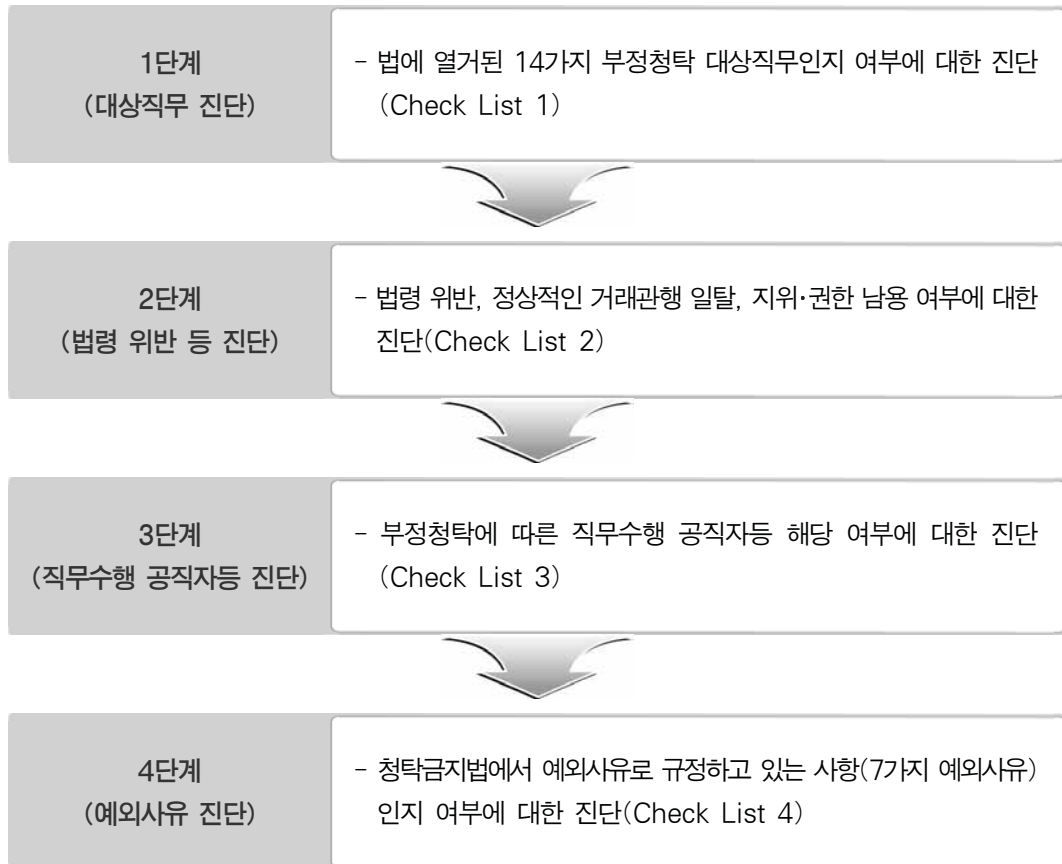 1단계
(대상직무 진단)
- 법에 열거된 14가지 부정청탁 대상직무인지 여부에 대한 진단
(Check List 1)
2단계
(법령 위반 등 진단)
- 법령 위반, 정상적인 거래관행 일탈, 지위·권한 남용 여부에 대한
진단(Check List 2)
3단계
(직무수행 공직자등 진단)
- 부정청탁에 따른 직무수행 공직자등 해당 여부에 대한 진단
(Check List 3)
4단계
(예외사유 진단)
- 청탁금지법에서 예외사유로 규정하고 있는 사항(7가지 예외사유)
인지 여부에 대한 진단(Check List 4)